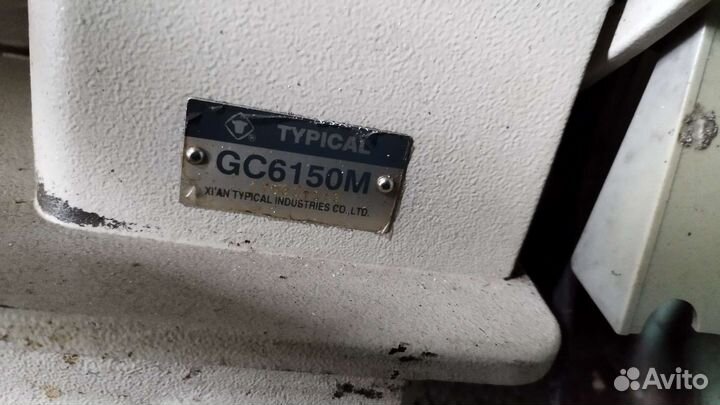 TYPICAL
GC6150M
XI'AN TYPICAL INDUSTRIES CO.,LTD.
Avito